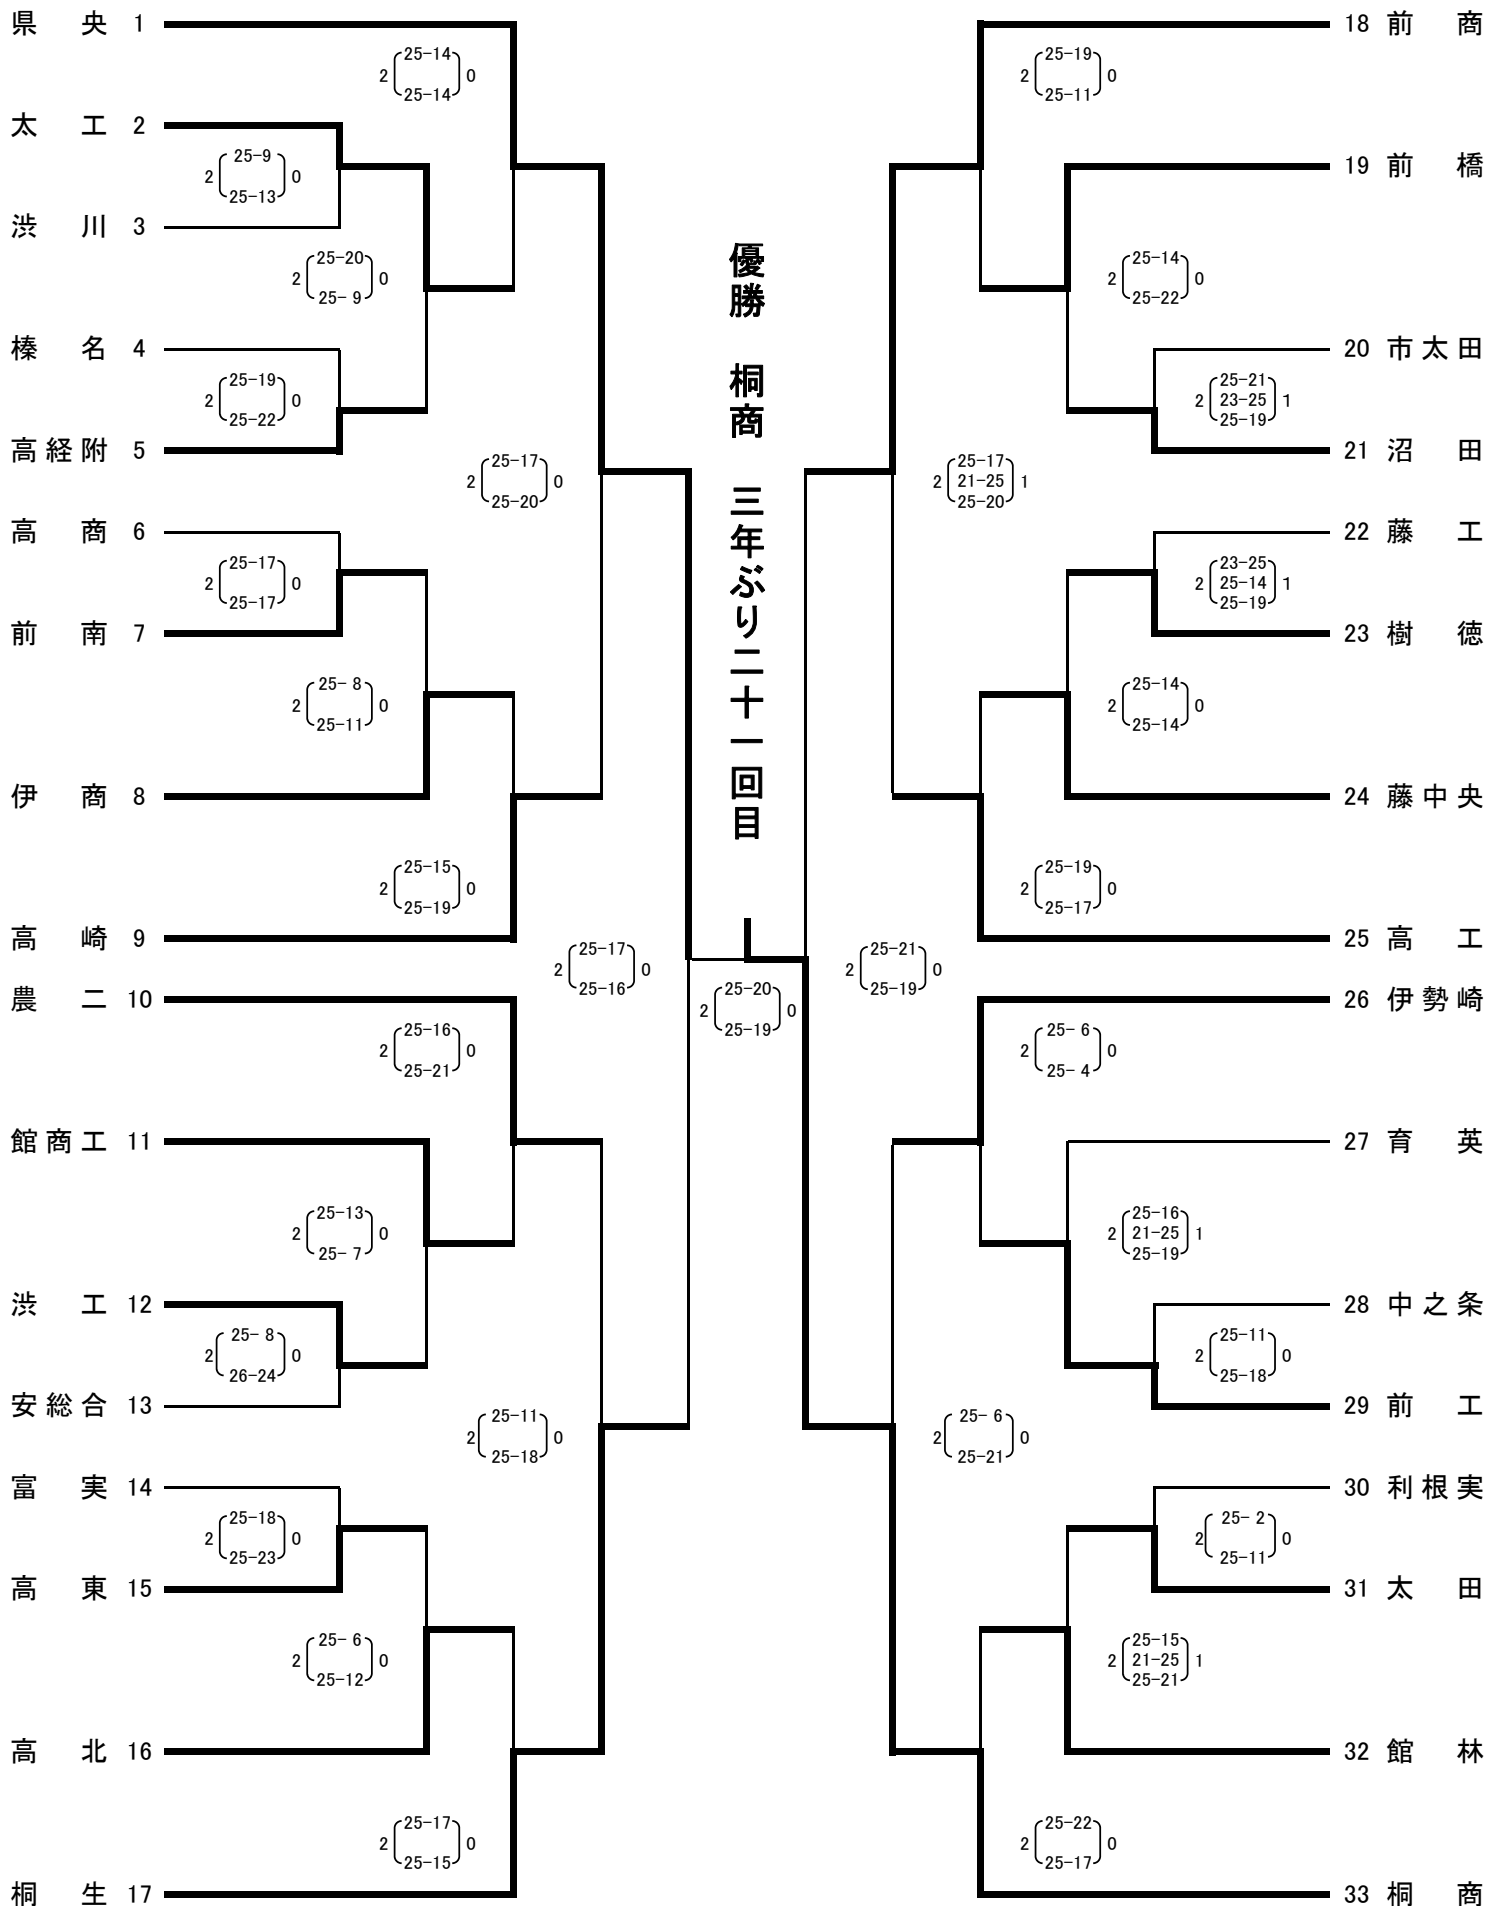 県央 1
2 25-14 0
25-14
太工 2
2 25-9 0
25-13
渋川 3
2 25-20 0
25- 9
榛名 4
2 25-19 0
25-22
高経附 5
2 25-17 0
25-20
高商 6
2 25-17 0
25-17
前南 7
2 25- 8 0
25-11
伊商 8
2 25-15 0
25-19
高崎 9
2 25-17 0
25-16
農二 10
2 25-16 0
25-21
館商工 11
2 25-13 0
25- 7
渋工 12
2 25- 8 0
26-24
安総合 13
2 25-11 0
25-18
富実 14
2 25-18 0
25-23
高東 15
2 25- 6 0
25-12
高北 16
2 25-17 0
25-15
桐生 17
優勝 桐商 三年ぶり二十一回目
2 25-20 0
25-19
18 前商
2 25-19 0
25-11
19 前橋
2 25-14 0
25-22
20 市太田
2 25-21 1
23-25
25-19
21 沼田
2 25-17 1
21-25
25-20
22 藤工
2 23-25 1
25-14
25-19
23 樹徳
2 25-14 0
25-14
24 藤中央
2 25-19 0
25-17
25 高工
2 25-21 0
25-19
26 伊勢崎
2 25- 6 0
25- 4
27 育英
2 25-16 1
21-25
25-19
28 中之条
2 25-11 0
25-18
29 前工
2 25- 6 0
25-21
30 利根実
2 25- 2 0
25-11
31 太田
2 25-15 1
21-25
25-21
32 館林
2 25-22 0
25-17
33 桐商